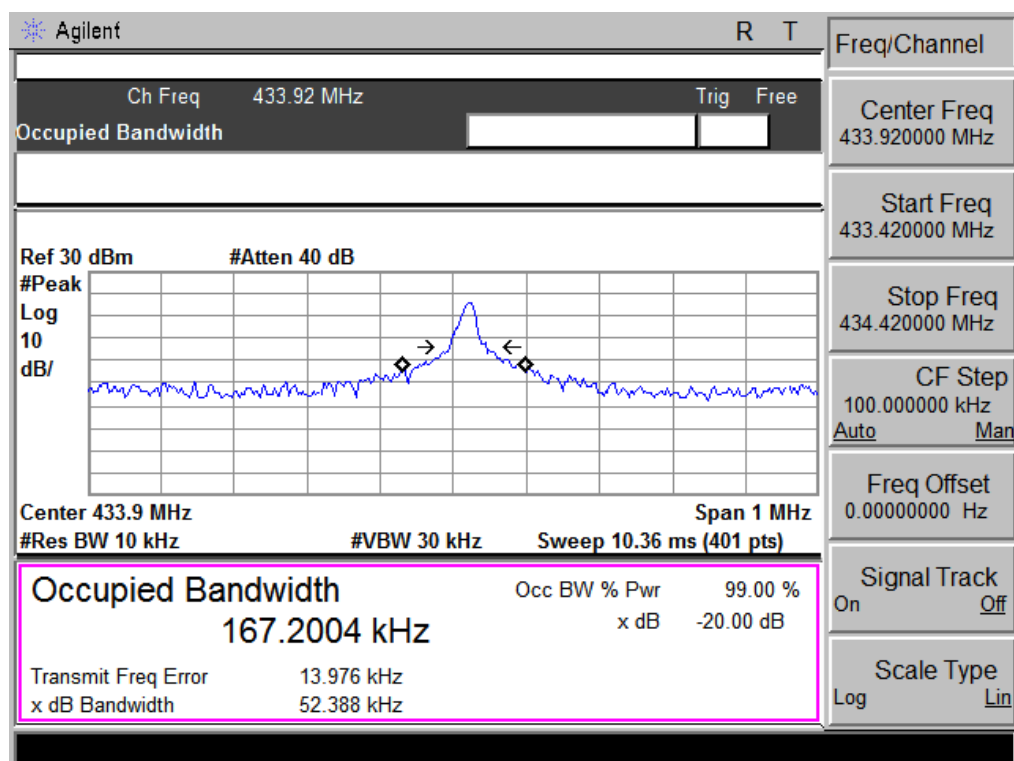 Agilent R T
Ch Freq 433.92 MHz Trig Free
Occupied Bandwidth
Ref 30 dBm #Atten 40 dB
#Peak
Log
10
dB/
Center 433.9 MHz Span 1 MHz
#Res BW 10 kHz #VBW 30 kHz Sweep 10.36 ms (401 pts)
Occupied Bandwidth Occ BW % Pwr 99.00 %
167.2004 kHz x dB -20.00 dB
Transmit Freq Error 13.976 kHz
x dB Bandwidth 52.388 kHz
Freq/Channel
Center Freq
433.920000 MHz
Start Freq
433.420000 MHz
Stop Freq
434.420000 MHz
CF Step
100.000000 kHz
Auto Man
Freq Offset
0.00000000 Hz
Signal Track
On Off
Scale Type
Log Lin